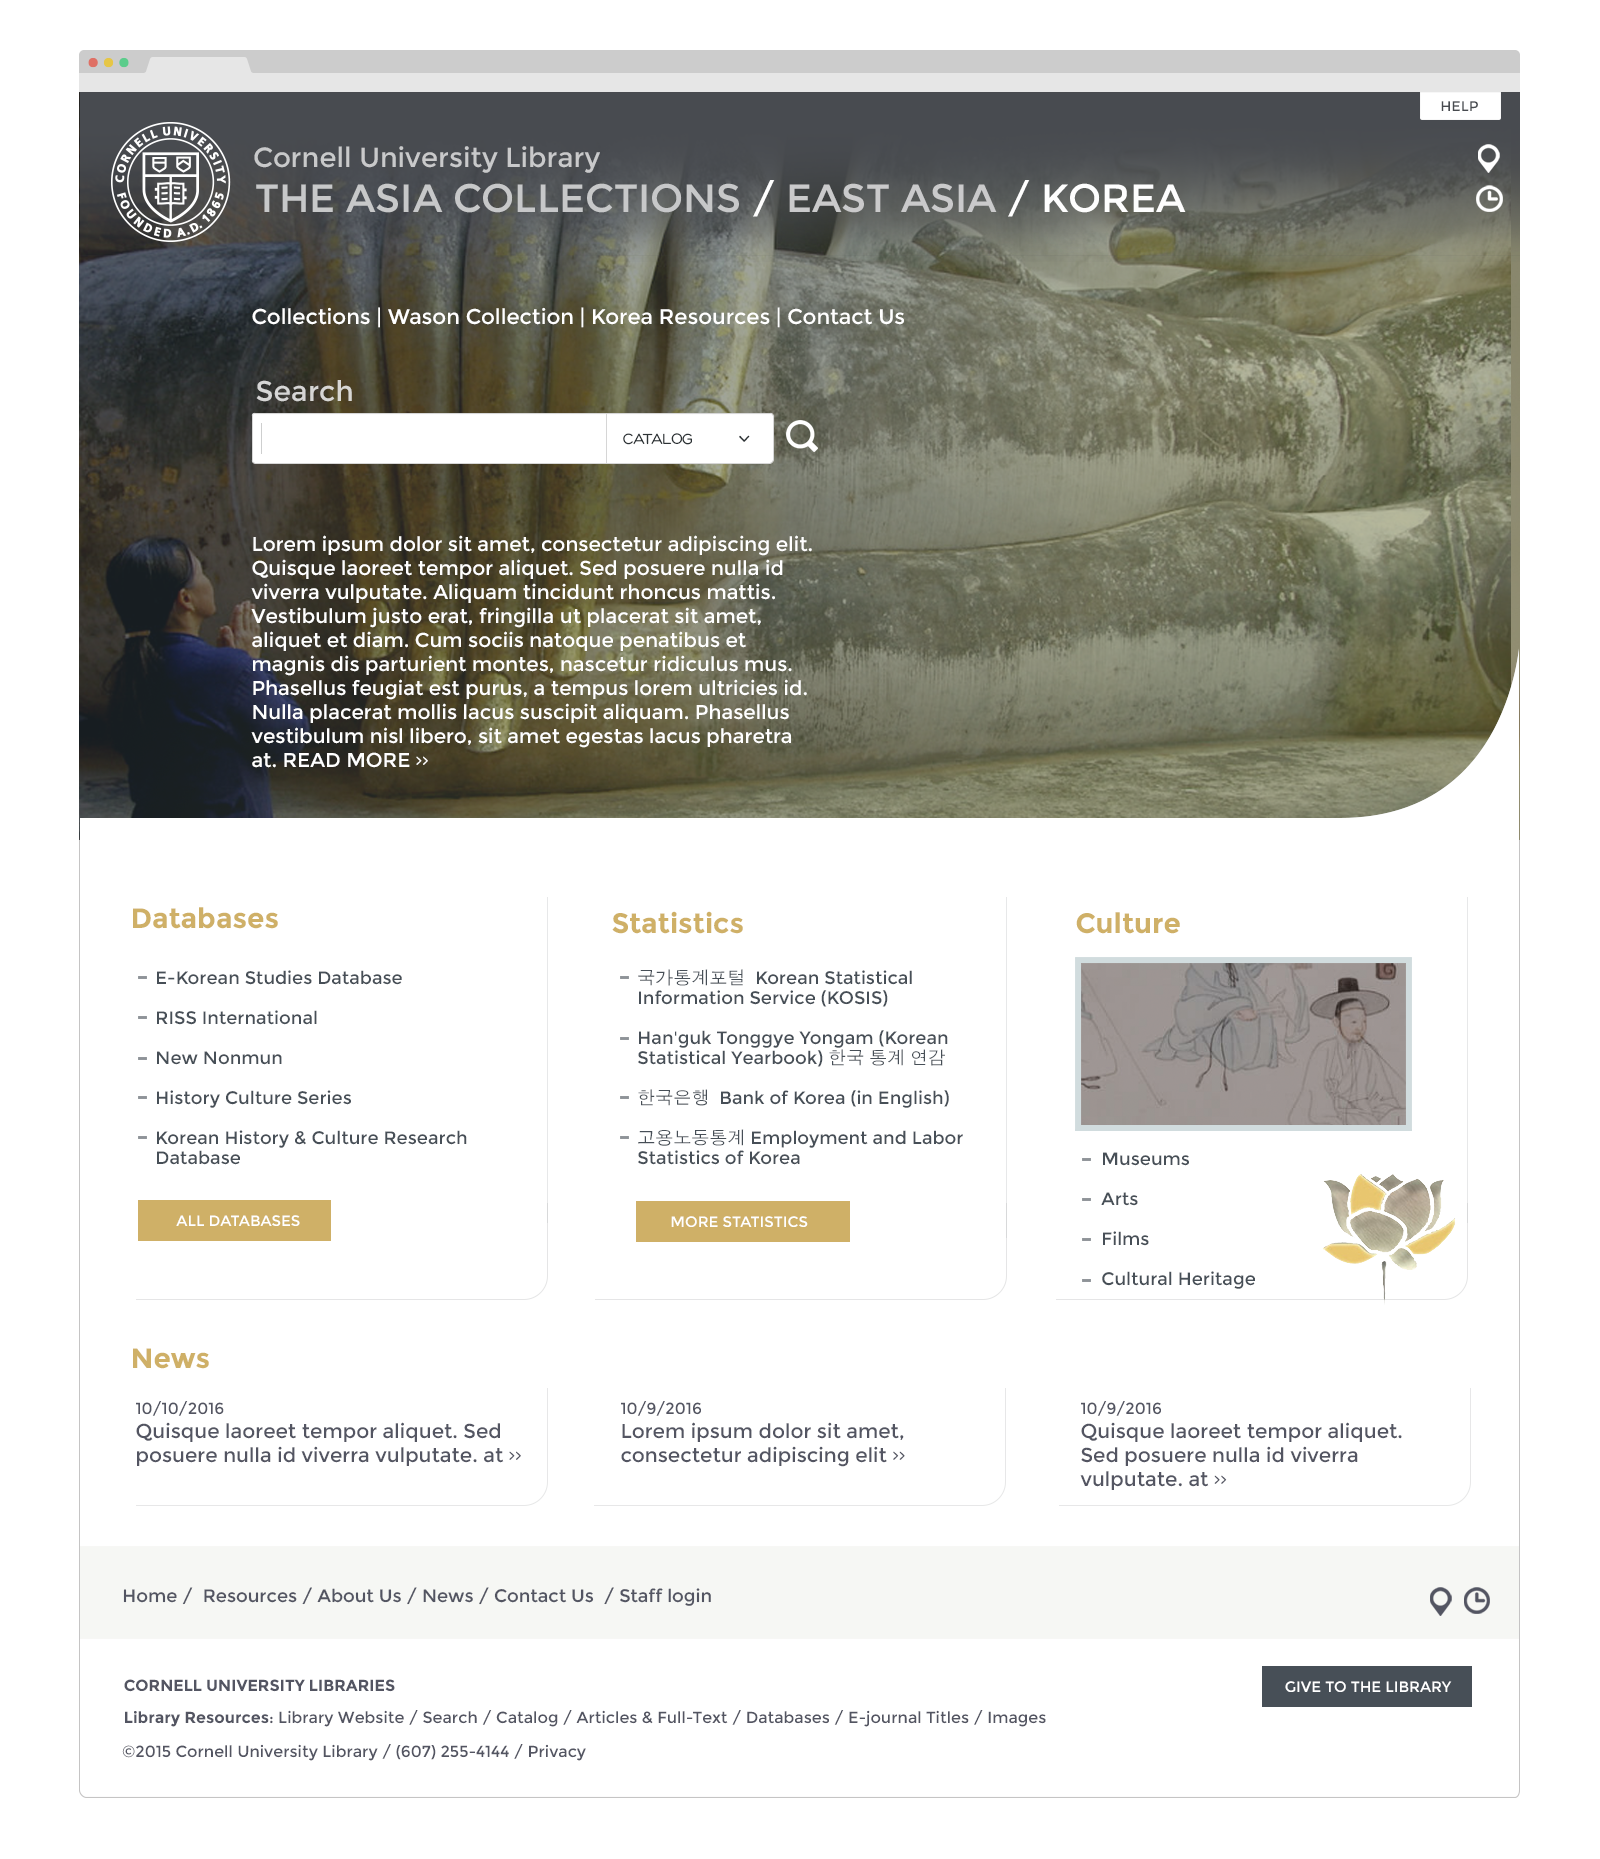 HELP
CORNELL UNIVERSITY
FOUNDED A.D. 1865
Cornell University Library
THE ASIA COLLECTIONS / EAST ASIA / KOREA
Collections | Wason Collection | Korea Resources | Contact Us
Search
CATALOG
Lorem ipsum dolor sit amet, consectetur adipiscing elit.
Quisque laoreet tempor aliquet. Sed posuere nulla id
viverra vulputate. Aliquam tincidunt rhoncus mattis.
Vestibulum justo erat, fringilla ut placerat sit amet,
aliquet et diam. Cum sociis natoque penatibus et
magnis dis parturient montes, nascetur ridiculus mus.
Phasellus feugiat est purus, a tempus lorem ultricies id.
Nulla placerat mollis lacus suscipit aliquam. Phasellus
vestibulum nisl libero, sit amet egestas lacus pharetra
at. READ MORE ››
Databases
– E-Korean Studies Database
– RISS International
– New Nonmun
– History Culture Series
– Korean History & Culture Research
Database
ALL DATABASES
Statistics
– 국가통계포털 Korean Statistical
Information Service (KOSIS)
– Han'guk Tonggye Yongam (Korean
Statistical Yearbook) 한국 통계 연감
– 한국은행 Bank of Korea (in English)
– 고용노동통계 Employment and Labor
Statistics of Korea
MORE STATISTICS
Culture
– Museums
– Arts
– Films
– Cultural Heritage
News
10/10/2016
Quisque laoreet tempor aliquet. Sed
posuere nulla id viverra vulputate. at ››
10/9/2016
Lorem ipsum dolor sit amet,
consectetur adipiscing elit ››
10/9/2016
Quisque laoreet tempor aliquet.
Sed posuere nulla id viverra
vulputate. at ››
Home / Resources / About Us / News / Contact Us / Staff login
CORNELL UNIVERSITY LIBRARIES
GIVE TO THE LIBRARY
Library Resources: Library Website / Search / Catalog / Articles & Full-Text / Databases / E-journal Titles / Images
©2015 Cornell University Library / (607) 255-4144 / Privacy